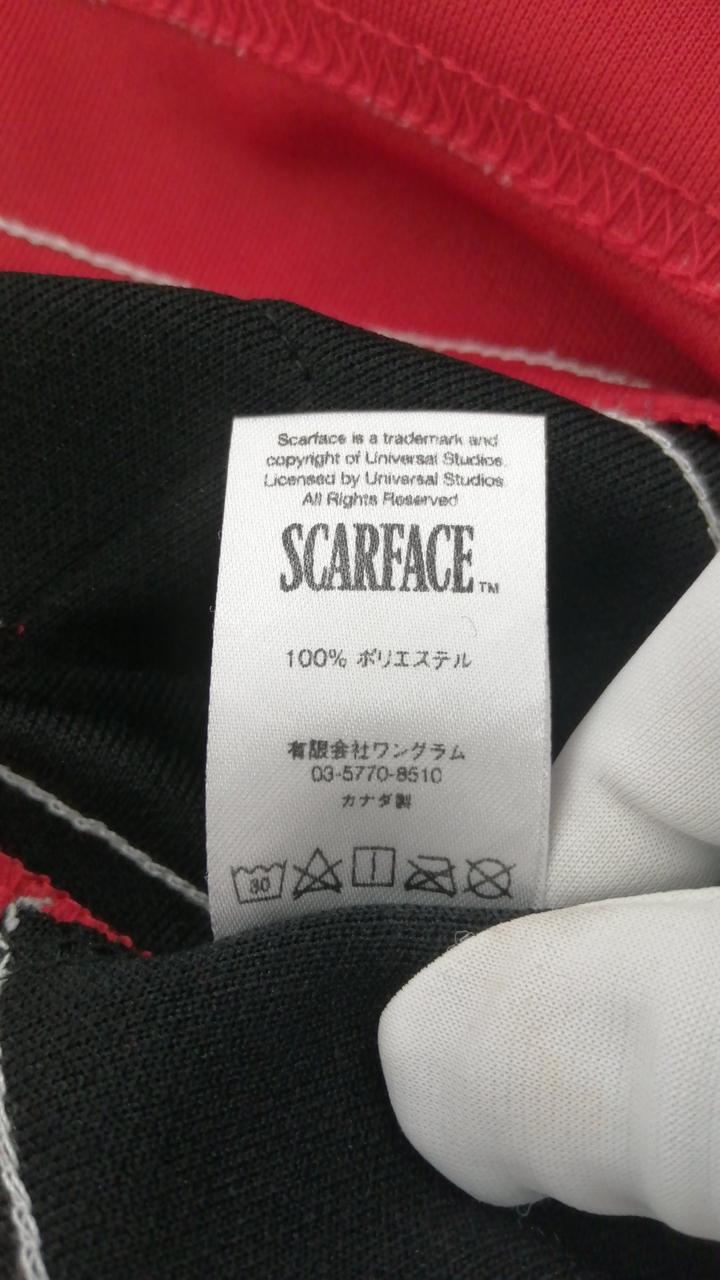 Scarface is a trademark and
copyright of Universal Studios.
Licensed by Universal Studios
All Rights Reserved
SCARFACE™
100% ポリエステル
有限会社ワングラム
03-5770-8510
カナダ製
30